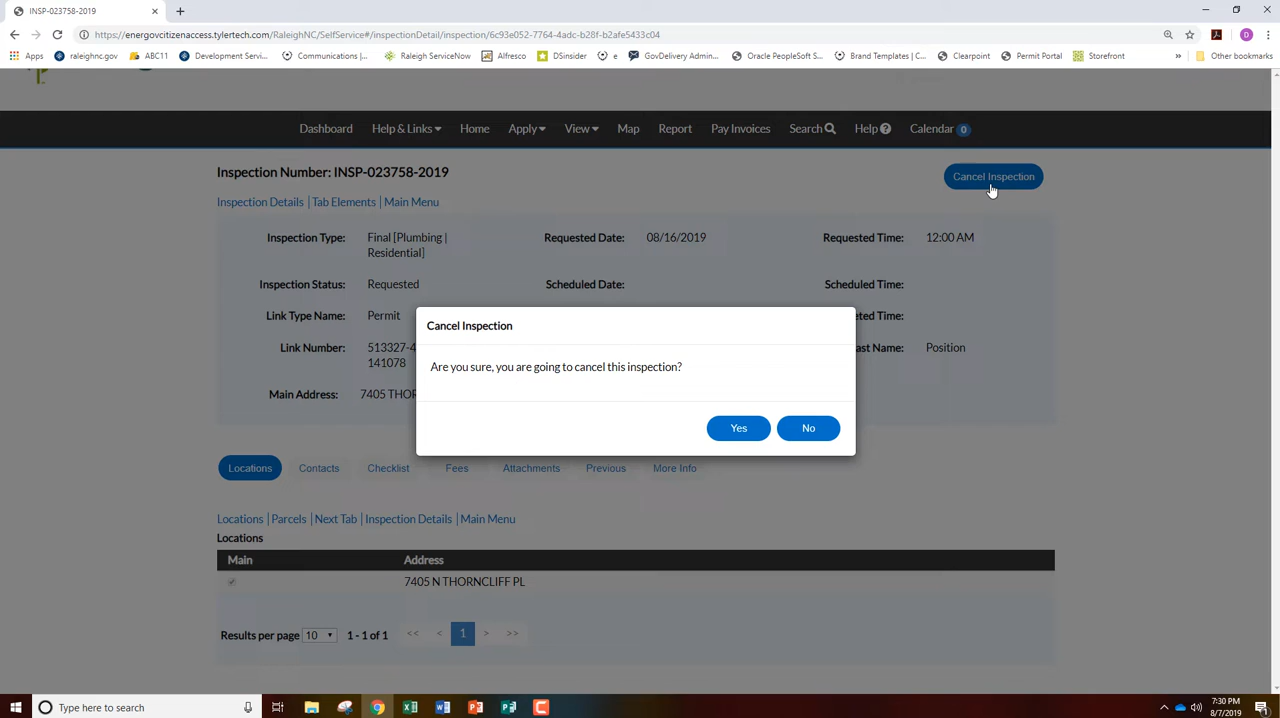 INSP-023758-2019
https://energovcitizenaccess.tylertech.com/RaleighNC/SelfService#/inspectionDetail/inspection/6c93e052-7764-4adc-b28f-b2afe5433c04
Apps raleighnc.gov ABC11 Development Servi... Communications |... Raleigh ServiceNow Alfresco DSinsider e GovDelivery Admin... Oracle PeopleSoft S... Brand Templates | C... Clearpoint Permit Portal Storefront » Other bookmarks
Dashboard Help & Links Home Apply View Map Report Pay Invoices Search Help Calendar 0
Inspection Number: INSP-023758-2019
Cancel Inspection
Inspection Details | Tab Elements | Main Menu
Inspection Type: Final [Plumbing | Requested Date: 08/16/2019 Requested Time: 12:00 AM
Residential]
Inspection Status: Requested Scheduled Date: Scheduled Time:
Link Type Name: Permit eted Time:
Link Number: 513327-4 ast Name: Position
141078
Main Address: 7405 THOR
Cancel Inspection
Are you sure, you are going to cancel this inspection?
Yes No
Locations Contacts Checklist Fees Attachments Previous More Info
Locations | Parcels | Next Tab | Inspection Details | Main Menu
Locations
Main Address
7405 N THORNCLIFF PL
Results per page 10 1 - 1 of 1 << < 1 > >>
Type here to search
7:30 PM
8/7/2019